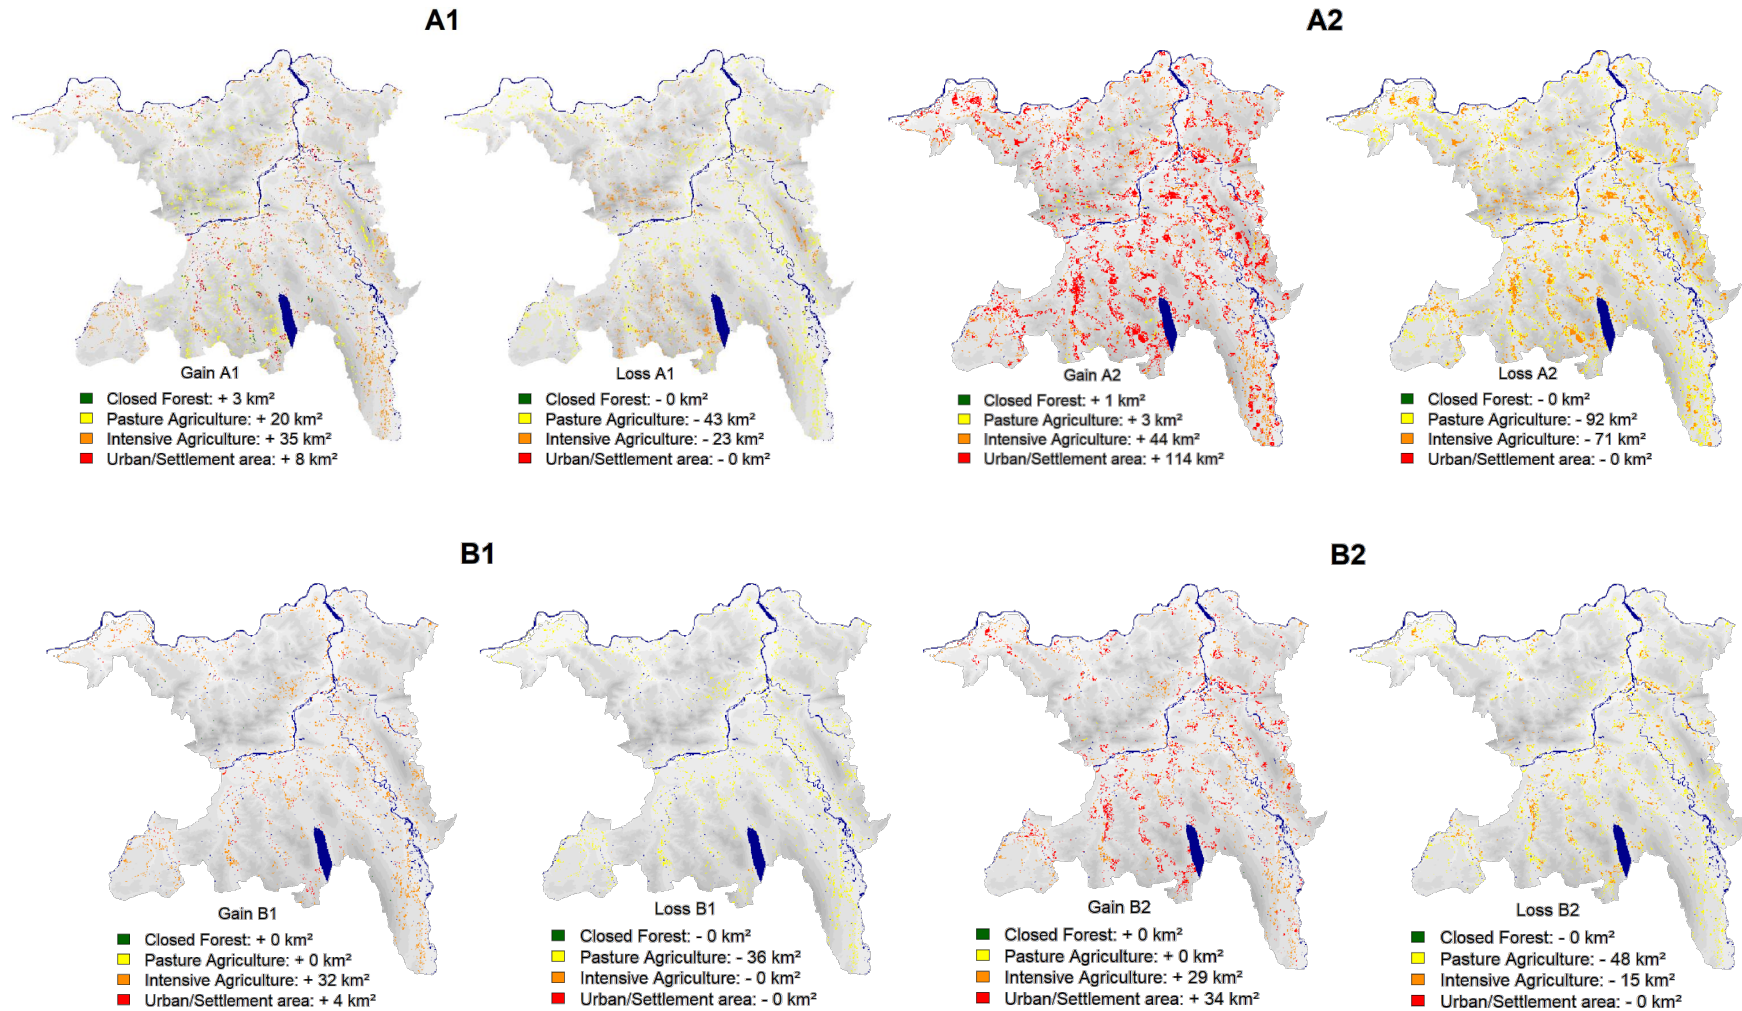 A1
A2
Gain A1
Closed Forest: + 3 km²
Pasture Agriculture: + 20 km²
Intensive Agriculture: + 35 km²
Urban/Settlement area: + 8 km²
Loss A1
Closed Forest: - 0 km²
Pasture Agriculture: - 43 km²
Intensive Agriculture: - 23 km²
Urban/Settlement area: - 0 km²
Gain A2
Closed Forest: + 1 km²
Pasture Agriculture: + 3 km²
Intensive Agriculture: + 44 km²
Urban/Settlement area: + 114 km²
Loss A2
Closed Forest: - 0 km²
Pasture Agriculture: - 92 km²
Intensive Agriculture: - 71 km²
Urban/Settlement area: - 0 km²
B1
B2
Gain B1
Closed Forest: + 0 km²
Pasture Agriculture: + 0 km²
Intensive Agriculture: + 32 km²
Urban/Settlement area: + 4 km²
Loss B1
Closed Forest: - 0 km²
Pasture Agriculture: - 36 km²
Intensive Agriculture: - 0 km²
Urban/Settlement area: - 0 km²
Gain B2
Closed Forest: + 0 km²
Pasture Agriculture: + 0 km²
Intensive Agriculture: + 29 km²
Urban/Settlement area: + 34 km²
Loss B2
Closed Forest: - 0 km²
Pasture Agriculture: - 48 km²
Intensive Agriculture: - 15 km²
Urban/Settlement area: - 0 km²